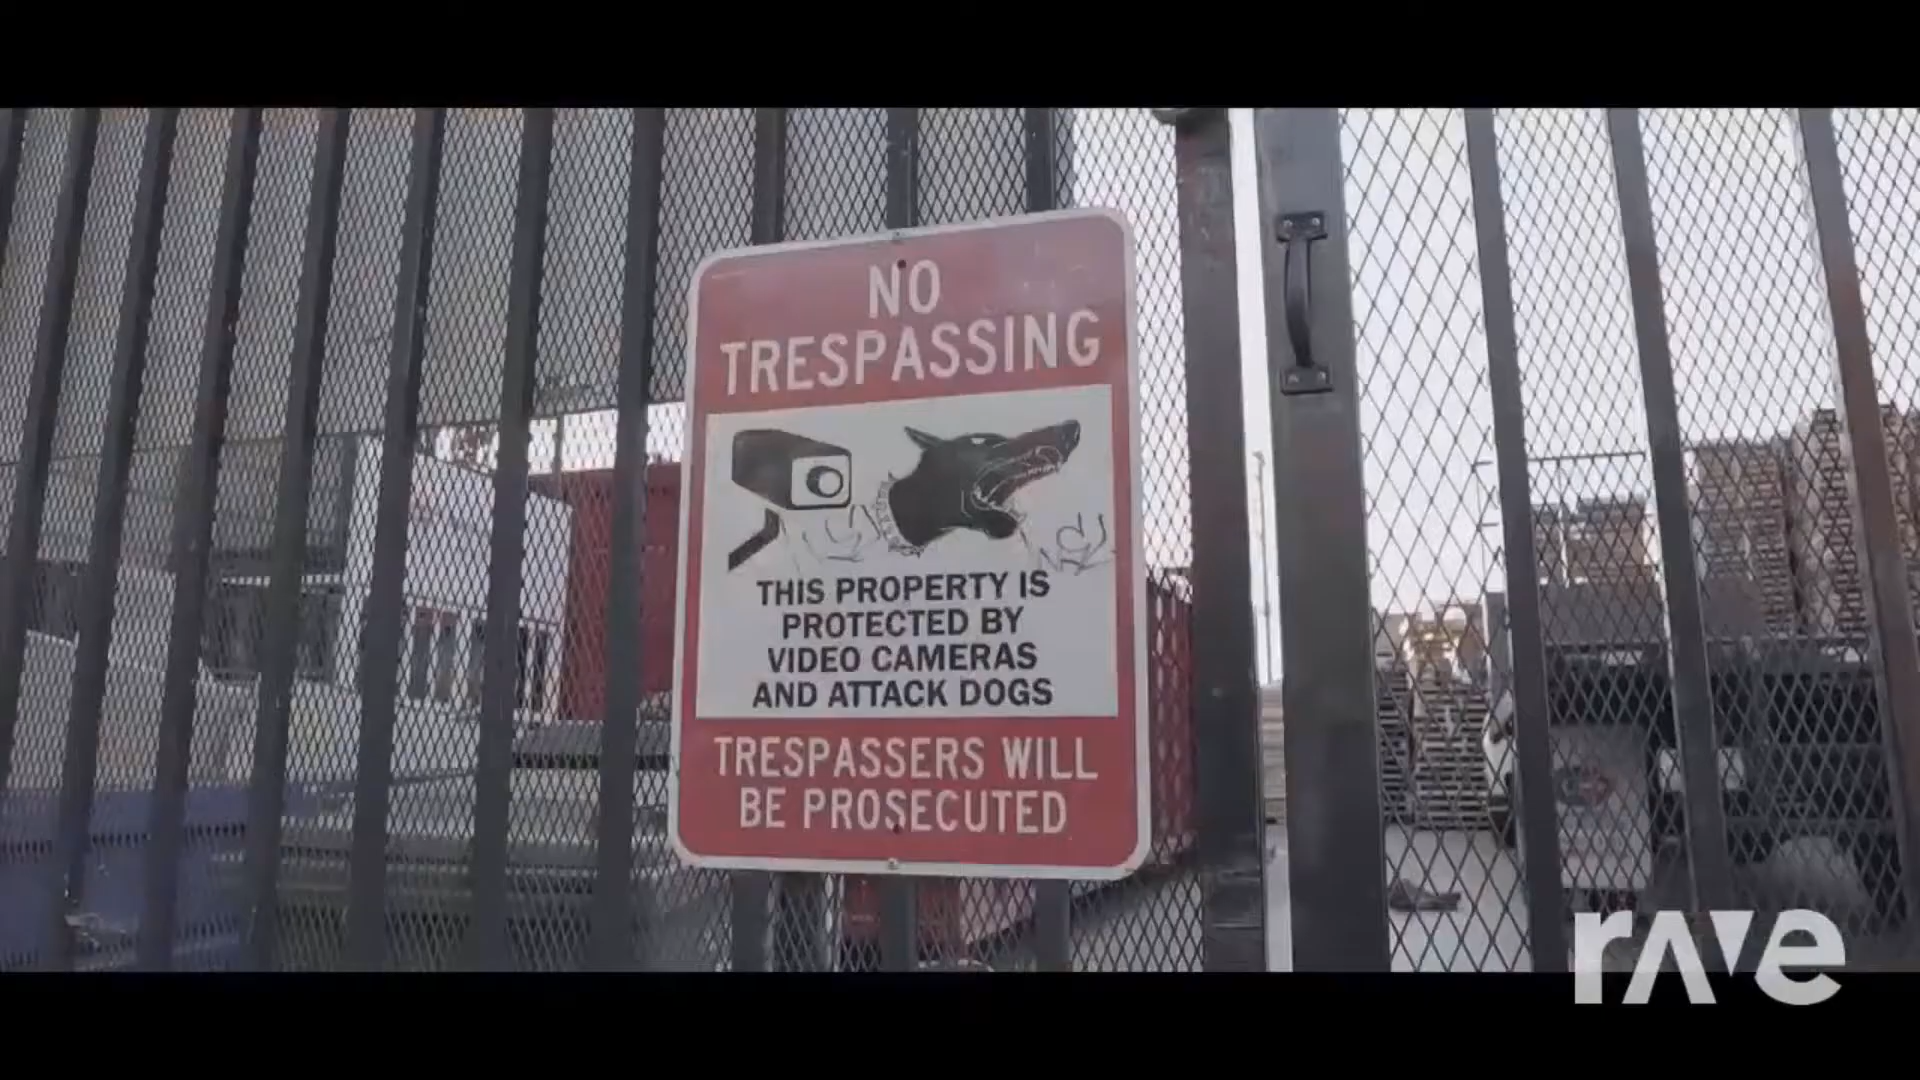 NO
TRESPASSING
THIS PROPERTY IS
PROTECTED BY
VIDEO CAMERAS
AND ATTACK DOGS
TRESPASSERS WILL
BE PROSECUTED
rave